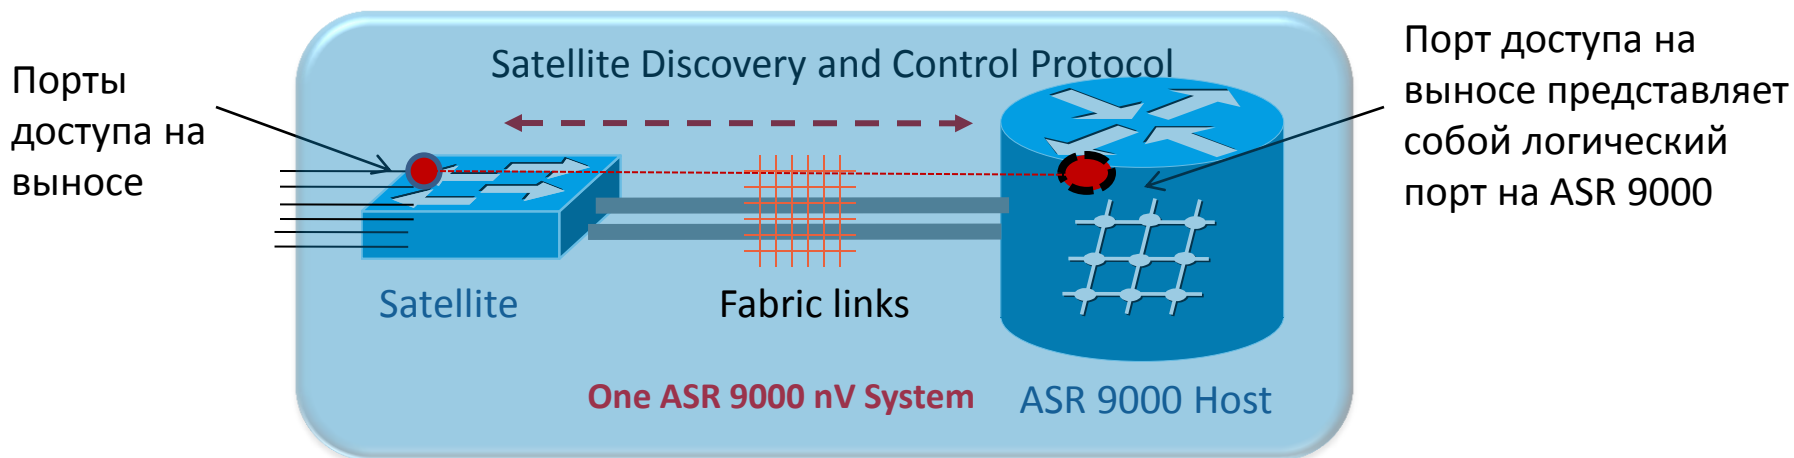 Порты
доступа на
выносе
Satellite Discovery and Control Protocol
Порт доступа на
выносе представляет
собой логический
порт на ASR 9000
Satellite
Fabric links
One ASR 9000 nV System
ASR 9000 Host